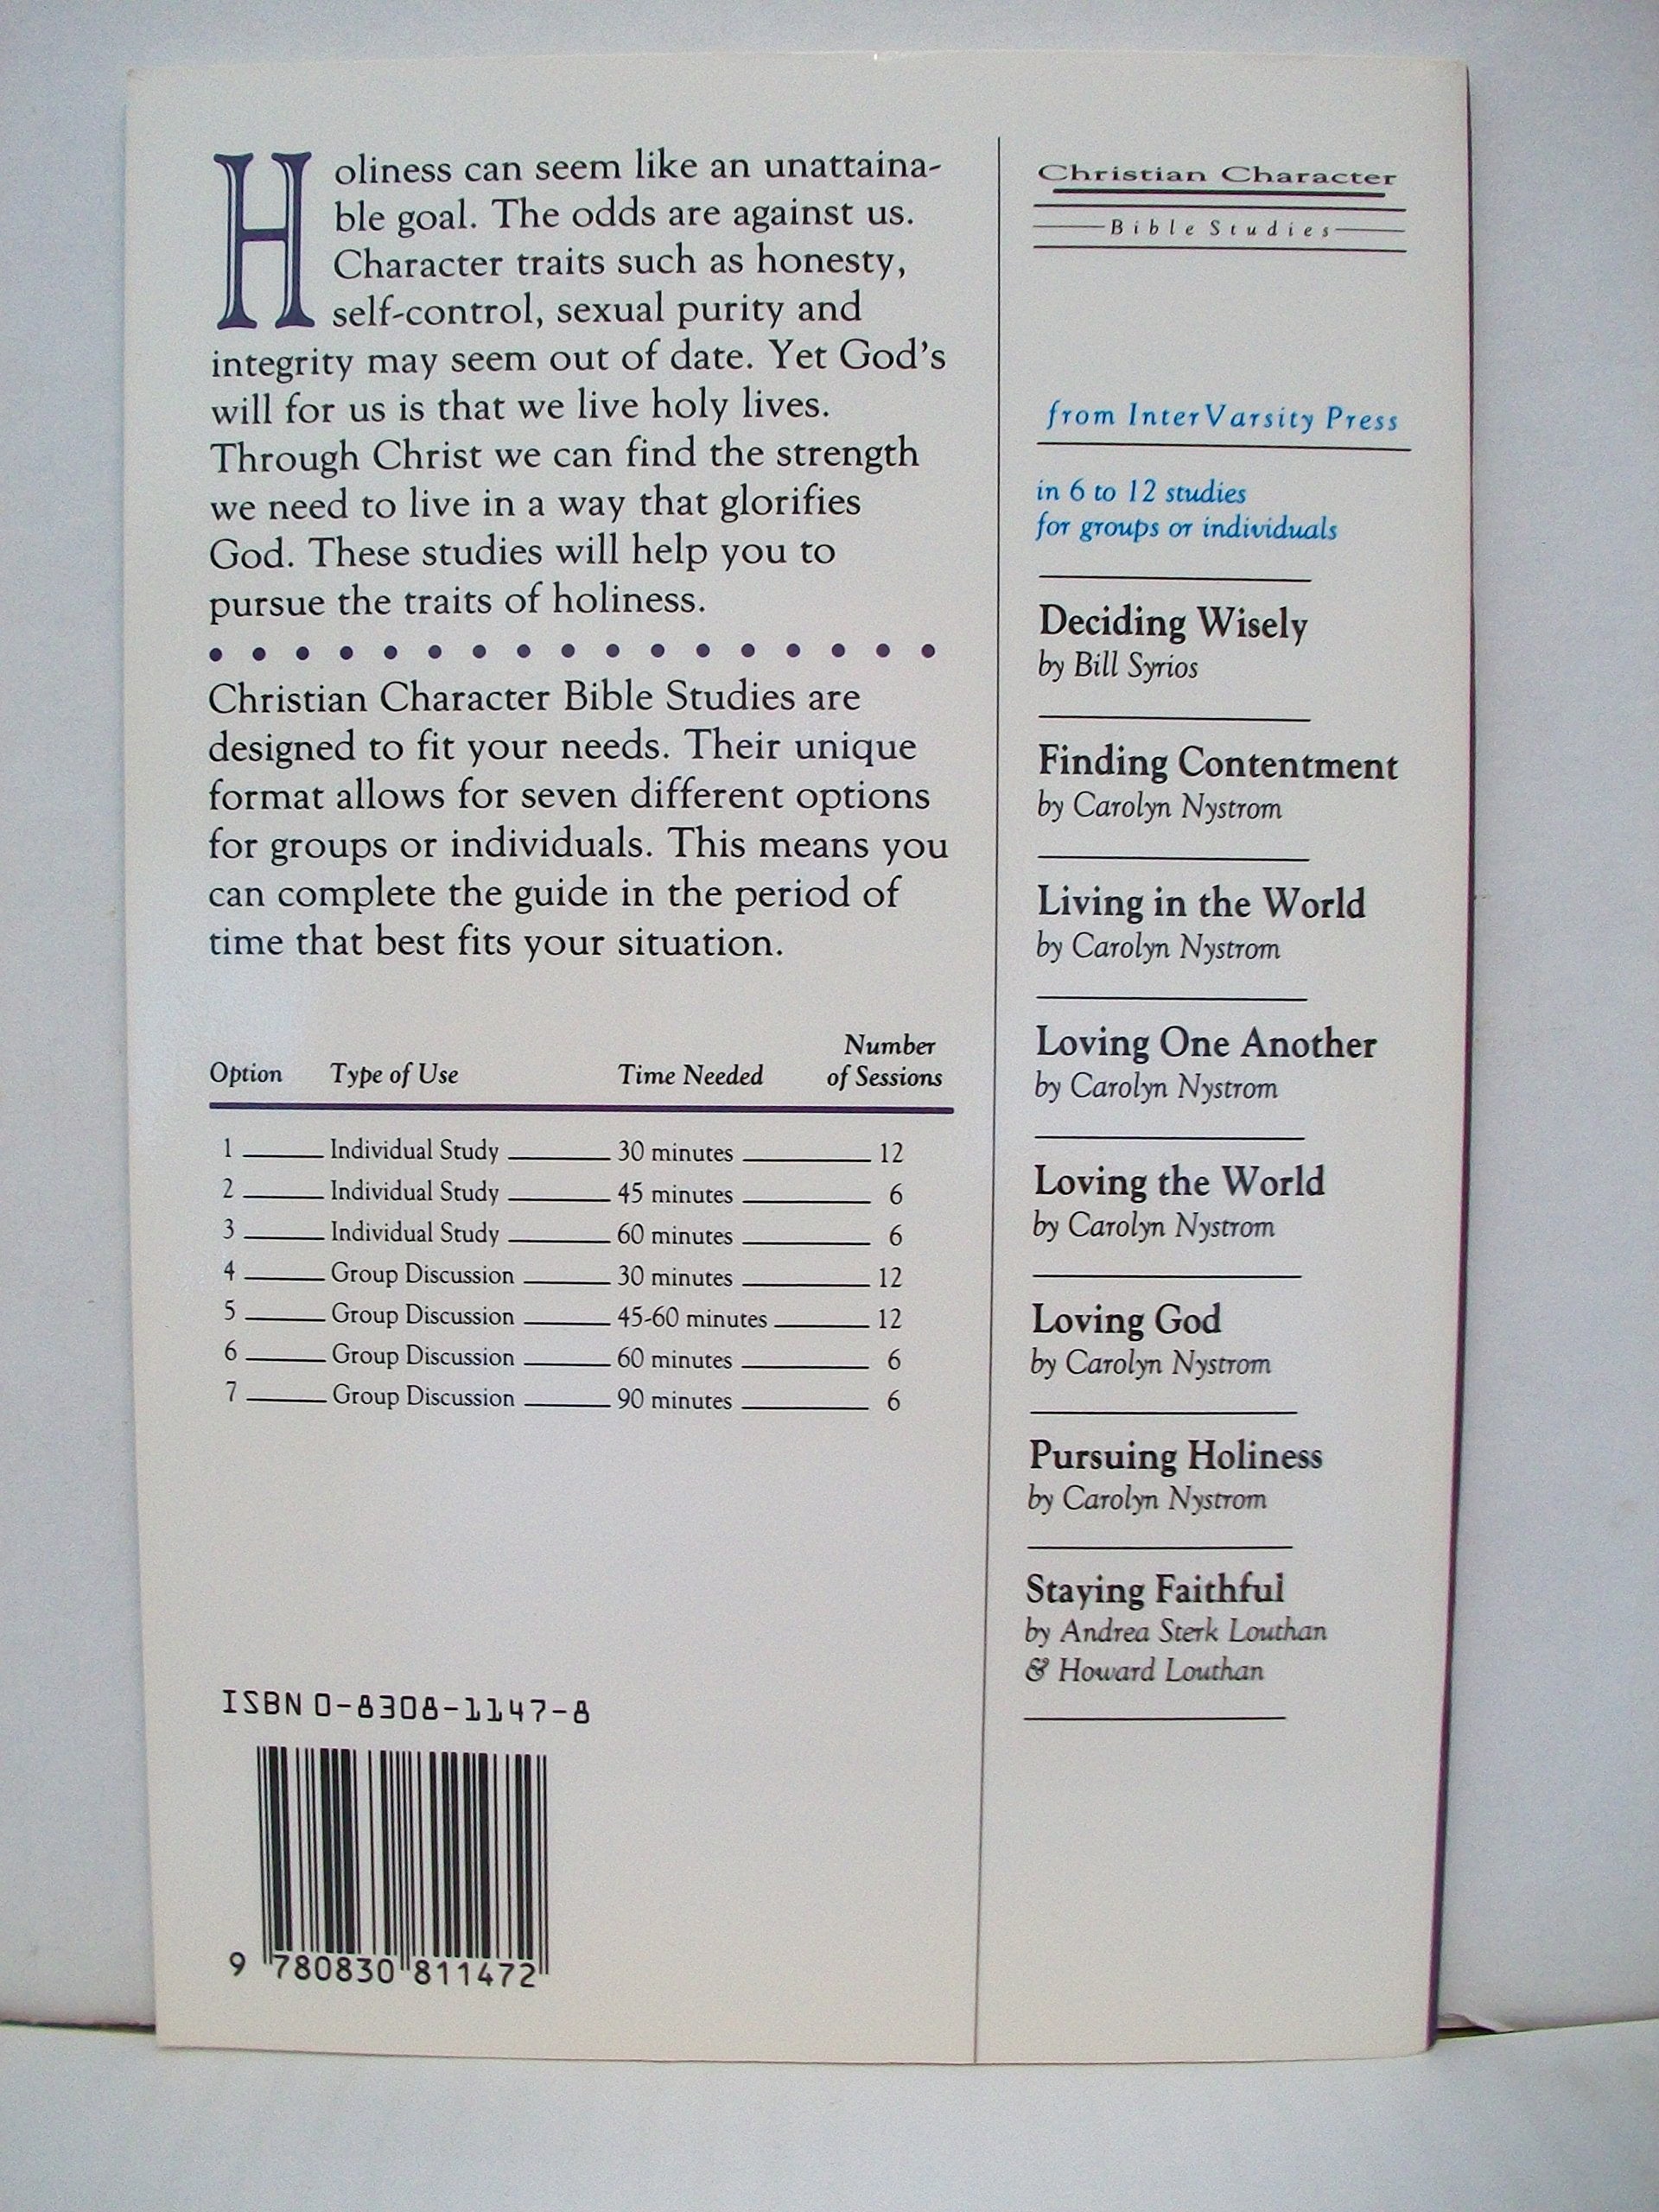 Holiness can seem like an unattaina-
ble goal. The odds are against us.
Character traits such as honesty,
self-control, sexual purity and
integrity may seem out of date. Yet God's
will for us is that we live holy lives.
Through Christ we can find the strength
we need to live in a way that glorifies
God. These studies will help you to
pursue the traits of holiness.
Christian Character Bible Studies are
designed to fit your needs. Their unique
format allows for seven different options
for groups or individuals. This means you
can complete the guide in the period of
time that best fits your situation.
Option Type of Use Time Needed Number of Sessions
1 Individual Study 30 minutes 12
2 Individual Study 45 minutes 6
3 Individual Study 60 minutes 6
4 Group Discussion 30 minutes 12
5 Group Discussion 45-60 minutes 12
6 Group Discussion 60 minutes 6
7 Group Discussion 90 minutes 6
ISBN 0-8308-1147-8
9 780830 811472
Christian Character
Bible Studies
from InterVarsity Press
in 6 to 12 studies
for groups or individuals
Deciding Wisely
by Bill Syrios
Finding Contentment
by Carolyn Nystrom
Living in the World
by Carolyn Nystrom
Loving One Another
by Carolyn Nystrom
Loving the World
by Carolyn Nystrom
Loving God
by Carolyn Nystrom
Pursuing Holiness
by Carolyn Nystrom
Staying Faithful
by Andrea Sterk Louthan
& Howard Louthan